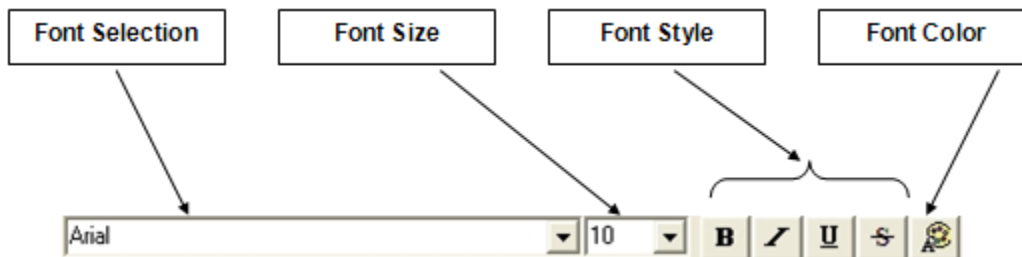 Font Selection Font Size Font Style Font Color
Arial 10 B I U S A